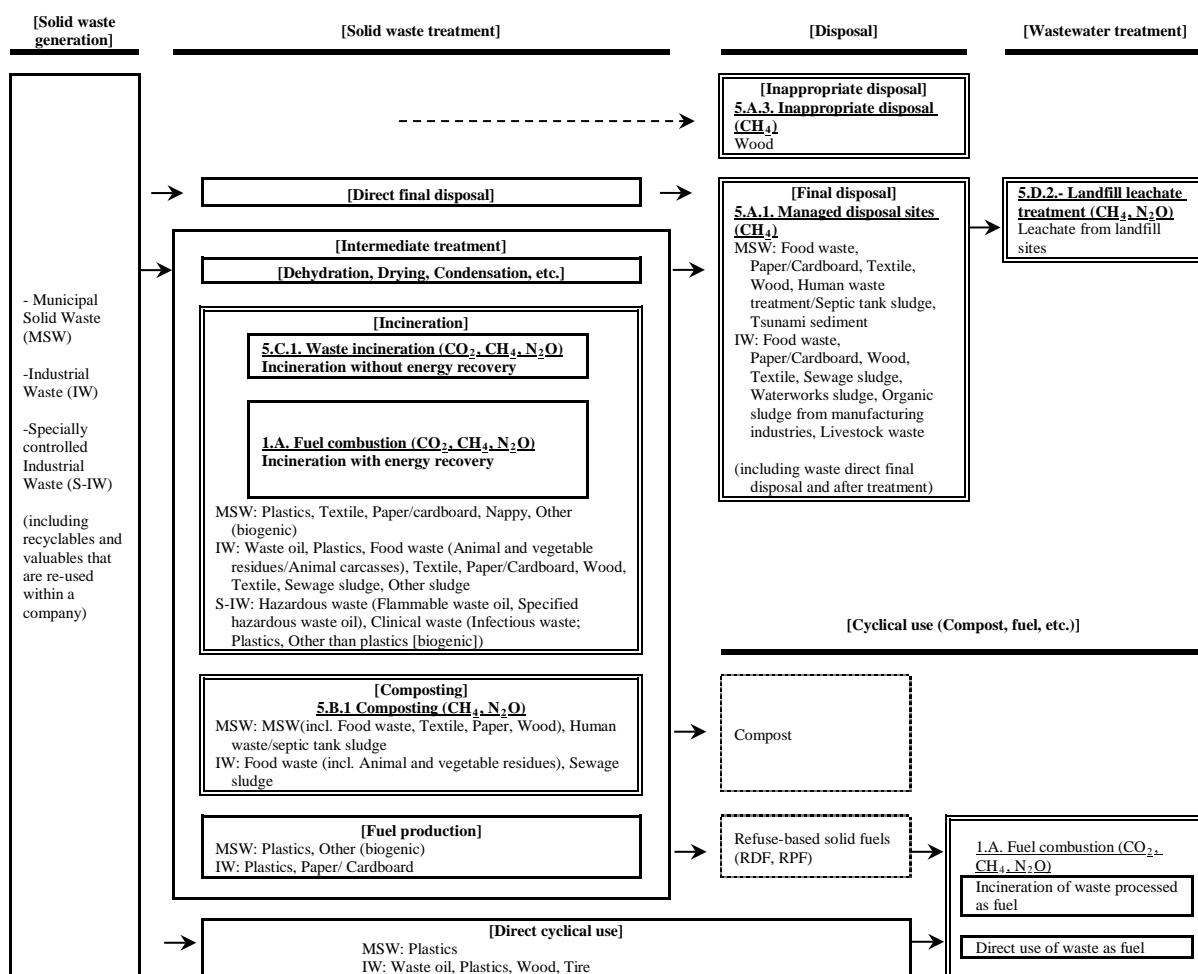 [Solid waste
generation]
[Solid waste treatment]
[Disposal]
[Wastewater treatment]
- Municipal
Solid Waste
(MSW)
-Industrial
Waste (IW)
-Specially
controlled
Industrial
Waste (S-IW)
(including
recyclables and
valuables that
are re-used
within a
company)
[Inappropriate disposal]
5.A.3. Inappropriate disposal
(CH4)
Wood
[Direct final disposal]
[Final disposal]
5.A.1. Managed disposal sites
(CH4)
MSW: Food waste,
Paper/Cardboard, Textile,
Wood, Human waste
treatment/Septic tank sludge,
Tsunami sediment
IW: Food waste,
Paper/Cardboard, Wood,
Textile, Sewage sludge,
Waterworks sludge, Organic
sludge from manufacturing
industries, Livestock waste
(including waste direct final
disposal and after treatment)
5.D.2.- Landfill leachate
treatment (CH4, N2O)
Leachate from landfill
sites
[Intermediate treatment]
[Dehydration, Drying, Condensation, etc.]
[Incineration]
5.C.1. Waste incineration (CO2, CH4, N2O)
Incineration without energy recovery
1.A. Fuel combustion (CO2, CH4, N2O)
Incineration with energy recovery
MSW: Plastics, Textile, Paper/cardboard, Nappy, Other
(biogenic)
IW: Waste oil, Plastics, Food waste (Animal and vegetable
residues/Animal carcasses), Textile, Paper/Cardboard, Wood,
Textile, Sewage sludge, Other sludge
S-IW: Hazardous waste (Flammable waste oil, Specified
hazardous waste oil), Clinical waste (Infectious waste;
Plastics, Other than plastics [biogenic])
[Cyclical use (Compost, fuel, etc.)]
[Composting]
5.B.1 Composting (CH4, N2O)
MSW: MSW(incl. Food waste, Textile, Paper, Wood), Human
waste/septic tank sludge
IW: Food waste (incl. Animal and vegetable residues), Sewage
sludge
Compost
[Fuel production]
MSW: Plastics, Other (biogenic)
IW: Plastics, Paper/ Cardboard
Refuse-based solid fuels
(RDF, RPF)
1.A. Fuel combustion (CO2,
CH4, N2O)
Incineration of waste processed
as fuel
Direct use of waste as fuel
[Direct cyclical use]
MSW: Plastics
IW: Waste oil, Plastics, Wood, Tire